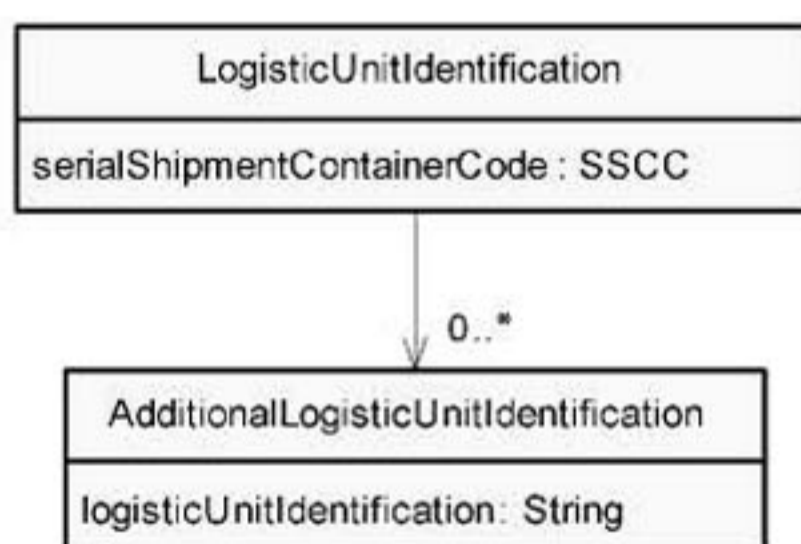 LogisticUnitIdentification
serialShipmentContainerCode : SSCC
0..*
AdditionalLogisticUnitIdentification
logisticUnitIdentification: String